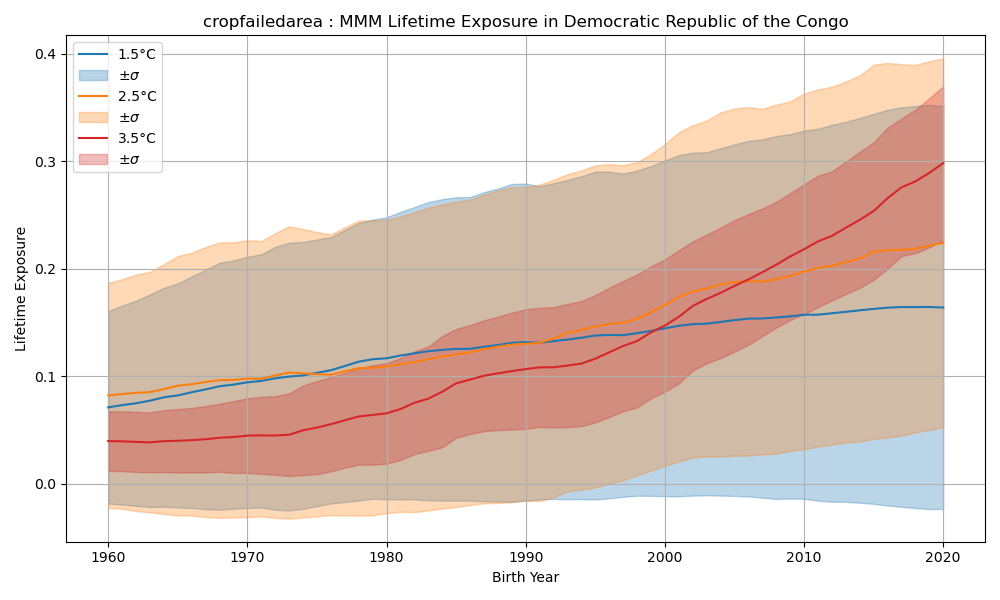 cropfailedarea : MMM Lifetime Exposure in Democratic Republic of the Congo
1.5°C
±σ
2.5°C
±σ
3.5°C
±σ
Lifetime Exposure
0.4
0.3
0.2
0.1
0.0
1960 1970 1980 1990 2000 2010 2020
Birth Year